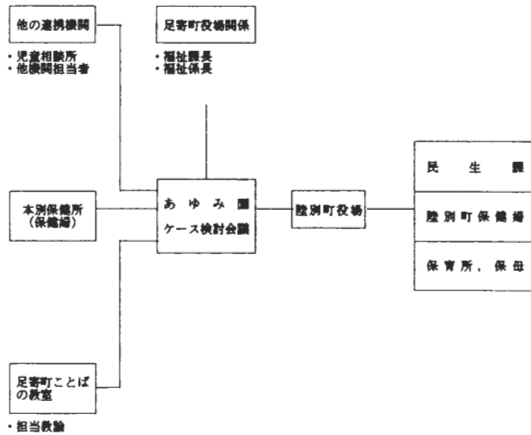 他の連携機関
・児童相談所
・他機関担当者
足寄町役場関係
・福祉課長
・福祉係長
本別保健所
(保健婦)
あゆみ園
ケース検討会議
陸別町役場
民生課
陸別町保健婦
保育所，保母
足寄町ことば
の教室
・担当教諭